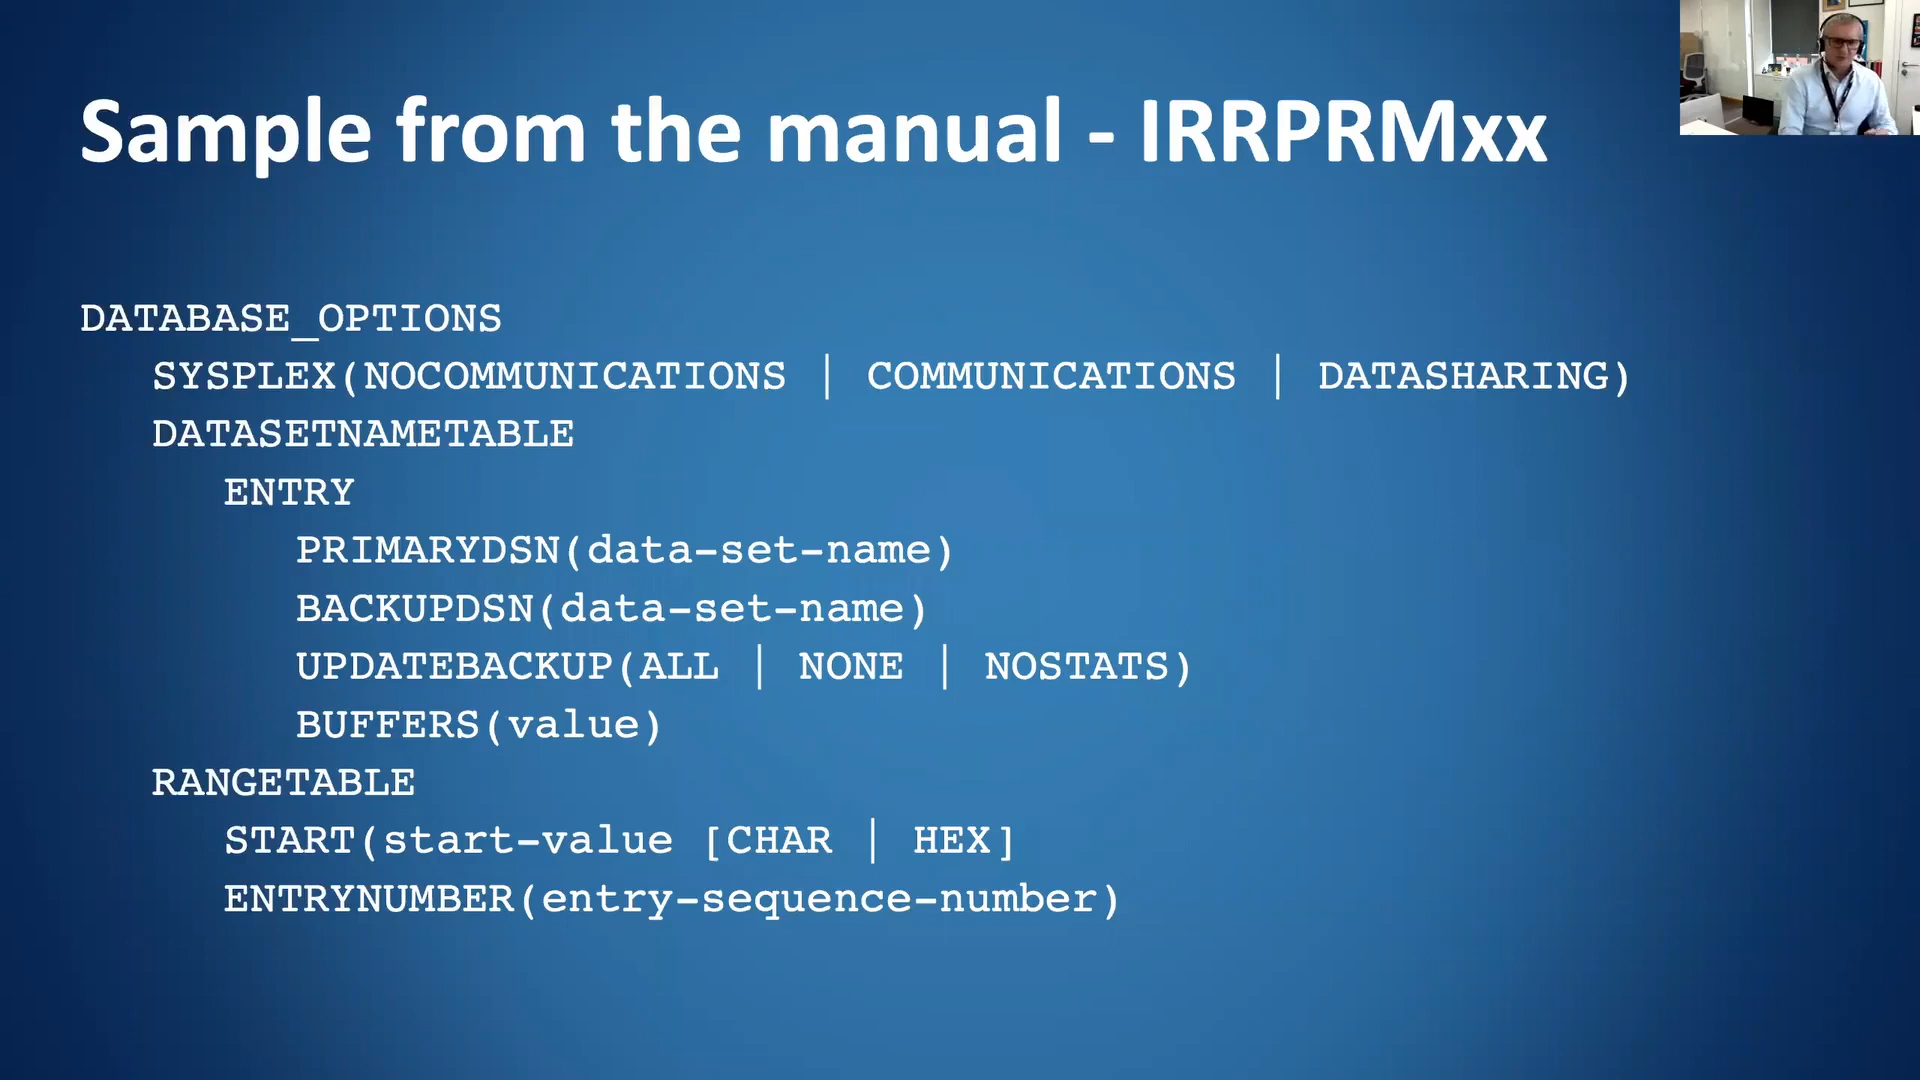 Sample from the manual - IRRPRMxx
DATABASE_OPTIONS
SYSPLEX(NOCOMMUNICATIONS | COMMUNICATIONS | DATASHARING)
DATASETNAMETABLE
ENTRY
PRIMARYDSN(data-set-name)
BACKUPDSN(data-set-name)
UPDATEBACKUP(ALL | NONE | NOSTATS)
BUFFERS(value)
RANGETABLE
START(start-value [CHAR | HEX]
ENTRYNUMBER(entry-sequence-number)